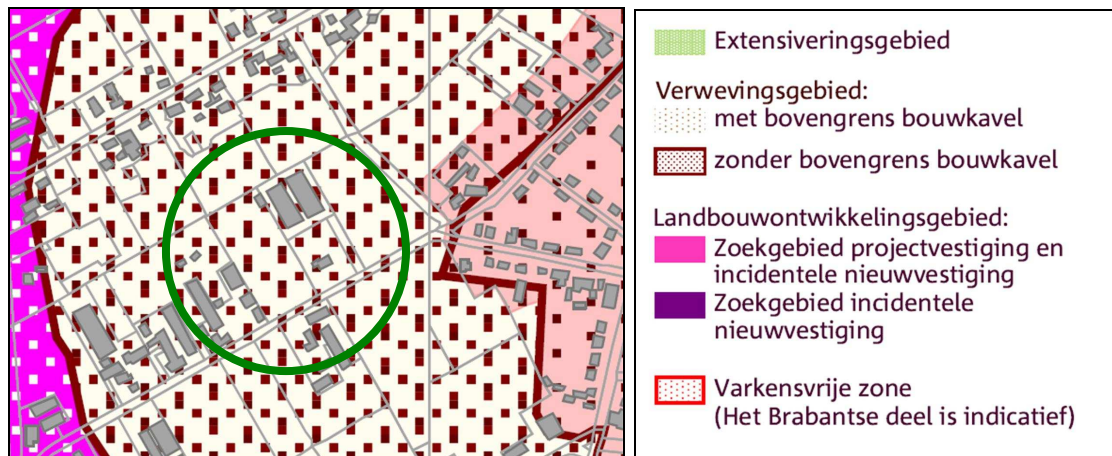 Extensiveringsgebied
Verwevingsgebied:
met bovengrens bouwkavel
zonder bovengrens bouwkavel
Landbouwontwikkelingsgebied:
Zoekgebied projectvestiging en
incidentele nieuwvestiging
Zoekgebied incidentele
nieuwvestiging
Varkensvrije zone
(Het Brabantse deel is indicatief)